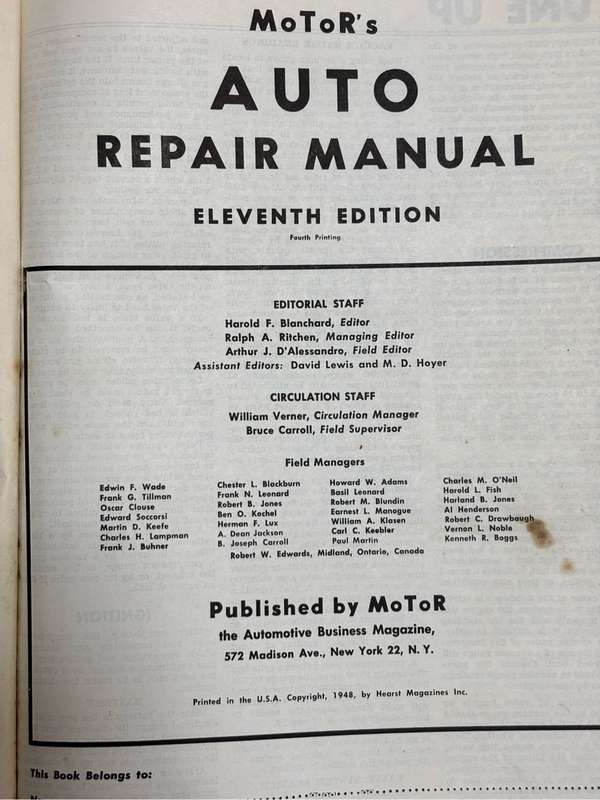 MoToR's
AUTO
REPAIR MANUAL
ELEVENTH EDITION
Fourth Printing
EDITORIAL STAFF
Harold F. Blanchard, Editor
Ralph A. Ritchen, Managing Editor
Arthur J. D'Alessandro, Field Editor
Assistant Editors: David Lewis and M. D. Hoyer
CIRCULATION STAFF
William Verner, Circulation Manager
Bruce Carroll, Field Supervisor
Field Managers
Edwin F. Wade
Frank G. Tillman
Oscar Clouse
Edward Soccorsi
Martin D. Keefe
Charles H. Lampman
Frank J. Buhner
Chester L. Blackburn
Frank N. Leonard
Robert B. Jones
Ben O. Kochel
Herman F. Lux
A. Dean Jackson
B. Joseph Carroll
Howard W. Adams
Basil Leonard
Robert M. Blundin
Earnest L. Manogue
William A. Klasen
Carl C. Keebler
Paul Martin
Charles M. O'Neil
Harold L. Fish
Harland B. Jones
Al Henderson
Robert C. Drawbaugh
Vernon L. Noble
Kenneth R. Boggs
Robert W. Edwards, Midland, Ontario, Canada
Published by MoToR
the Automotive Business Magazine,
572 Madison Ave., New York 22, N. Y.
Printed in the U.S.A. Copyright, 1948, by Hearst Magazines Inc.
This Book Belongs to: